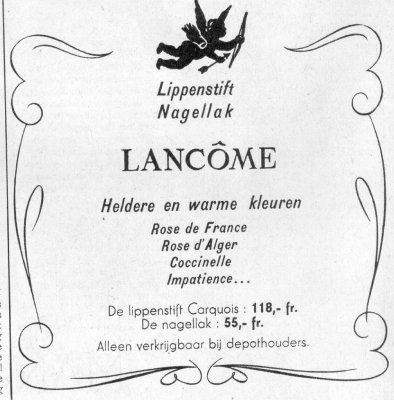 Lippenstift
Nagellak
LANCÔME
Heldere en warme kleuren
Rose de France
Rose d'Alger
Coccinelle
Impatience...
De lippenstift Carquois : 118,- fr.
De nagellak : 55,- fr.
Alleen verkrijgbaar bij depothouders.